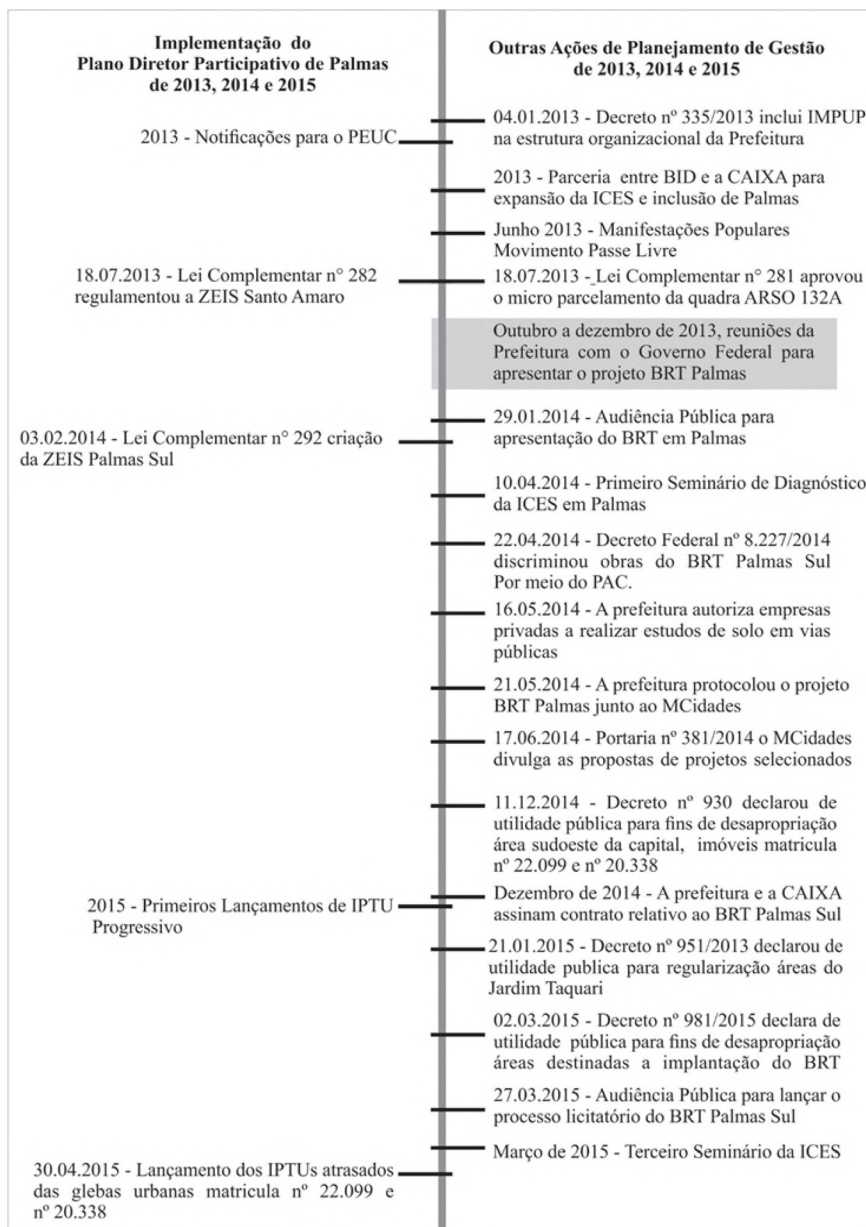 Implementação do
Plano Diretor Participativo de Palmas
de 2013, 2014 e 2015
Outras Ações de Planejamento de Gestão
de 2013, 2014 e 2015
04.01.2013 - Decreto nº 335/2013 inclui IMPUP
na estrutura organizacional da Prefeitura
2013 - Notificações para o PEUC
2013 - Parceria entre BID e a CAIXA para
expansão da ICES e inclusão de Palmas
Junho 2013 - Manifestações Populares
Movimento Passe Livre
18.07.2013 - Lei Complementar n° 282
regulamentou a ZEIS Santo Amaro
18.07.2013 - Lei Complementar n° 281 aprovou
o micro parcelamento da quadra ARSO 132A
Outubro a dezembro de 2013, reuniões da
Prefeitura com o Governo Federal para
apresentar o projeto BRT Palmas
29.01.2014 - Audiência Pública para
apresentação do BRT em Palmas
03.02.2014 - Lei Complementar n° 292 criação
da ZEIS Palmas Sul
10.04.2014 - Primeiro Seminário de Diagnóstico
da ICES em Palmas
22.04.2014 - Decreto Federal nº 8.227/2014
discriminou obras do BRT Palmas Sul
Por meio do PAC.
16.05.2014 - A prefeitura autoriza empresas
privadas a realizar estudos de solo em vias
públicas
21.05.2014 - A prefeitura protocolou o projeto
BRT Palmas junto ao MCidades
17.06.2014 - Portaria nº 381/2014 o MCidades
divulga as propostas de projetos selecionados
11.12.2014 - Decreto nº 930 declarou de
utilidade pública para fins de desapropriação
área sudoeste da capital, imóveis matricula
nº 22.099 e nº 20.338
Dezembro de 2014 - A prefeitura e a CAIXA
assinam contrato relativo ao BRT Palmas Sul
2015 - Primeiros Lançamentos de IPTU
Progressivo
21.01.2015 - Decreto nº 951/2013 declarou de
utilidade publica para regularização áreas do
Jardim Taquari
02.03.2015 - Decreto nº 981/2015 declara de
utilidade pública para fins de desapropriação
áreas destinadas a implantação do BRT
27.03.2015 - Audiência Pública para lançar o
processo licitatório do BRT Palmas Sul
Março de 2015 - Terceiro Seminário da ICES
30.04.2015 - Lançamento dos IPTUs atrasados
das glebas urbanas matricula nº 22.099 e
nº 20.338